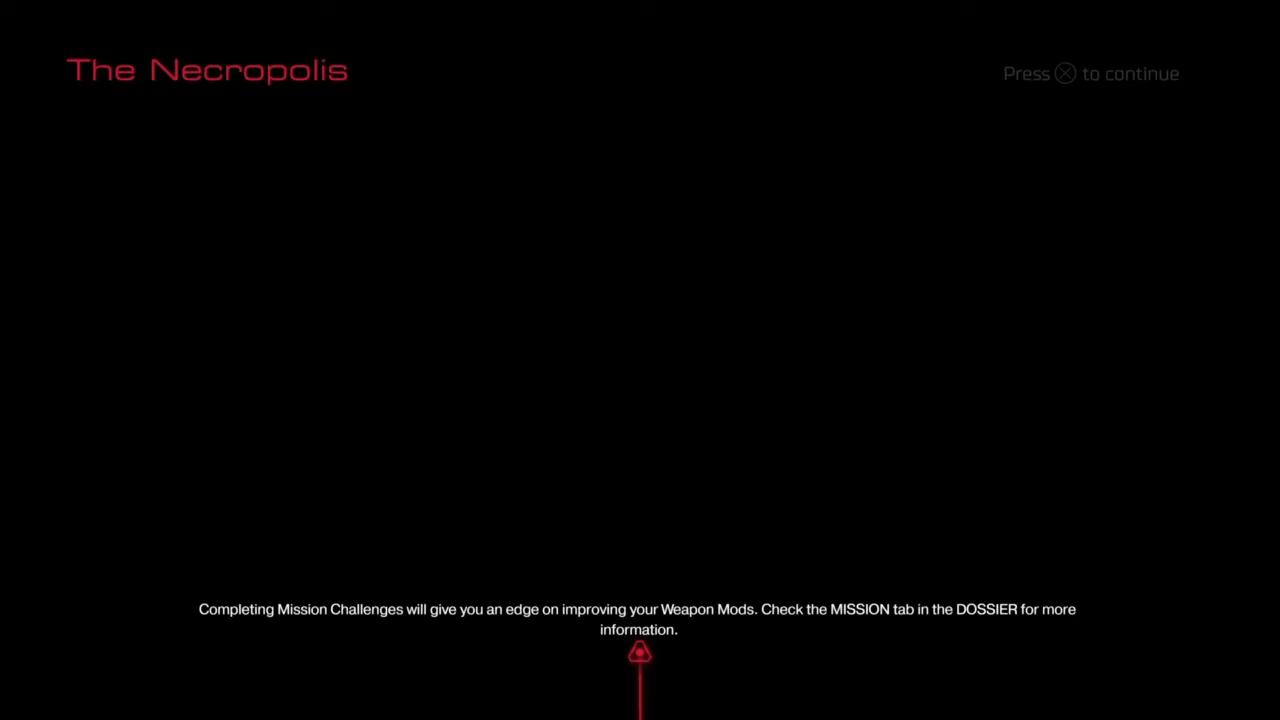 The Necropolis
Press ⓧ to continue
Completing Mission Challenges will give you an edge on improving your Weapon Mods. Check the MISSION tab in the DOSSIER for more
information.